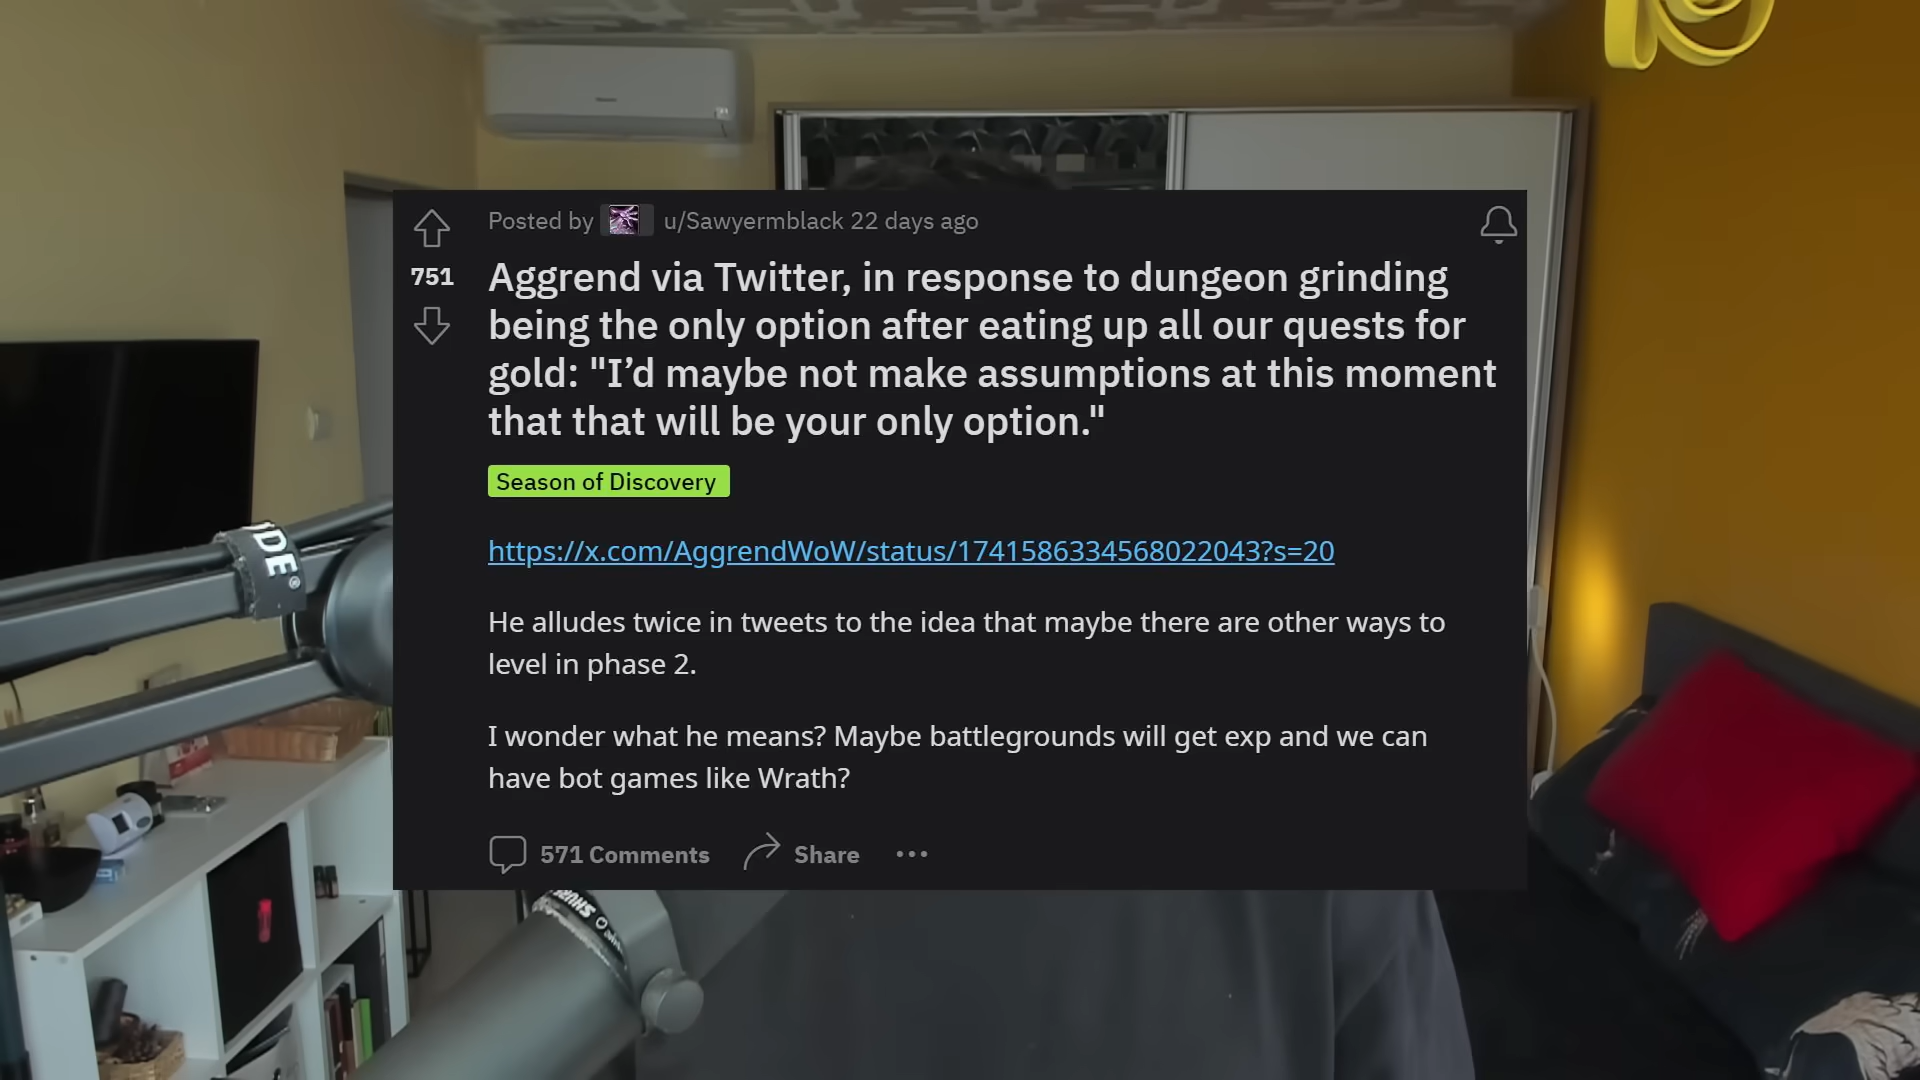 Posted by u/Sawyermblack 22 days ago
751
Aggrend via Twitter, in response to dungeon grinding
being the only option after eating up all our quests for
gold: "I’d maybe not make assumptions at this moment
that that will be your only option."
Season of Discovery
https://x.com/AggrendWoW/status/1741586334568022043?s=20
He alludes twice in tweets to the idea that maybe there are other ways to
level in phase 2.
I wonder what he means? Maybe battlegrounds will get exp and we can
have bot games like Wrath?
571 Comments
Share